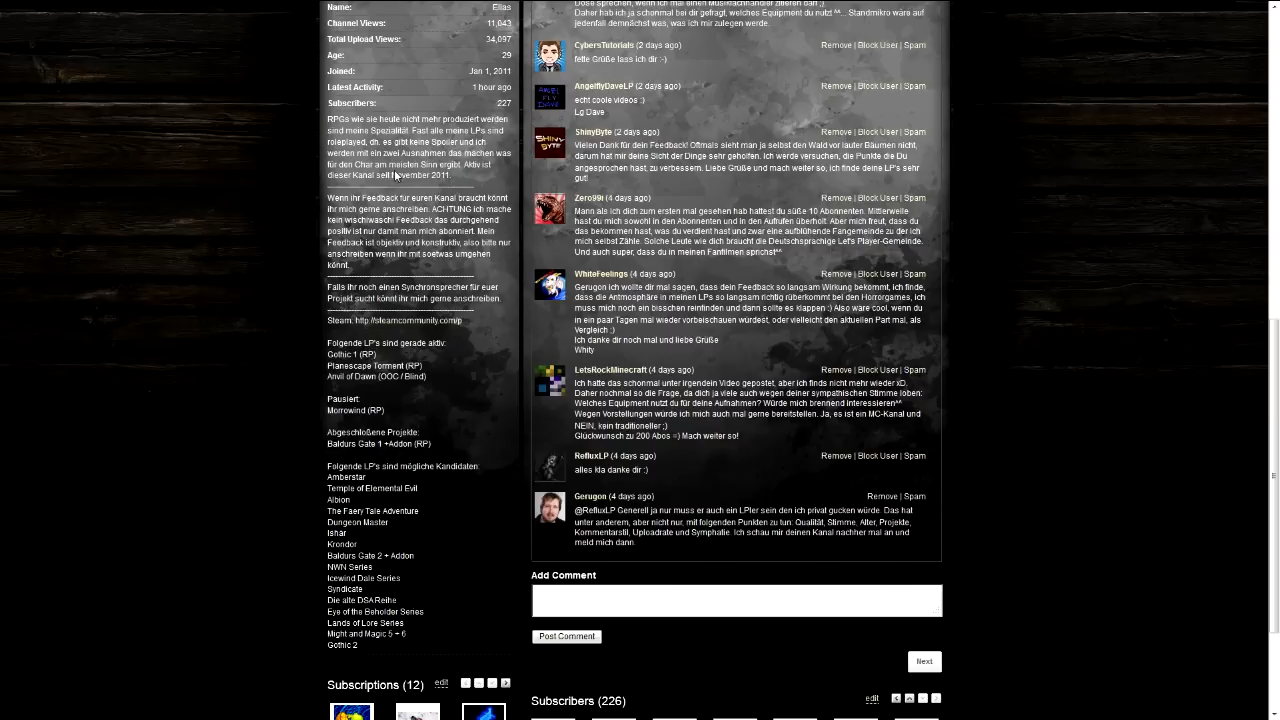 Name: Elias
Channel Views: 11,043
Total Upload Views: 34,097
Age: 29
Joined: Jan 1, 2011
Latest Activity: 1 hour ago
Subscribers: 227
RPGs wie sie heute nicht mehr produziert werden
sind meine Spezialität. Fast alle meine LPs sind
roleplayed, dh. es gibt keine Spoiler und ich
werden mit ein zwei Ausnahmen das machen was
für den Char am meisten Sinn ergibt. Aktiv ist
dieser Kanal seit November 2011.
Wenn ihr Feedback für euren Kanal braucht könnt
ihr mich gerne anschreiben. ACHTUNG ich mache
kein wischiwaschi Feedback das durchgehend
positiv ist nur damit man mich abonniert. Mein
Feedback ist objektiv und konstruktiv, also bitte nur
anschreiben wenn ihr mit soetwas umgehen
könnt.
Falls ihr noch einen Synchronsprecher für euer
Projekt sucht könnt ihr mich gerne anschreiben.
Steam: http://steamcommunity.com/p
Folgende LP's sind gerade aktiv:
Gothic 1 (RP)
Planescape Torment (RP)
Anvil of Dawn (OOC / Blind)
Pausiert:
Morrowind (RP)
Abgeschloßene Projekte:
Baldurs Gate 1 +Addon (RP)
Folgende LP's sind mögliche Kandidaten:
Amberstar
Temple of Elemental Evil
Albion
The Faery Tale Adventure
Dungeon Master
Ishar
Krondor
Baldurs Gate 2 + Addon
NWN Series
Icewind Dale Series
Syndicate
Die alte DSA Reihe
Eye of the Beholder Series
Lands of Lore Series
Might and Magic 5 + 6
Gothic 2
Subscriptions (12) edit
Dose sprechen, wenn ich mal einen Musikfachhändler zitieren darf ;)
Daher hab ich ja schonmal bei dir gefragt, welches Equipment du nutzt ^^... Standmikro wäre auf
jedenfall demnächst was, was ich mir zulegen werde.
CybersTutorials (2 days ago) Remove | Block User | Spam
fette Grüße lass ich dir :-)
AngelflyDaveLP (2 days ago) Remove | Block User | Spam
echt coole videos :)
Lg Dave
SHINY BYTE
ShinyByte (2 days ago) Remove | Block User | Spam
Vielen Dank für dein Feedback! Oftmals sieht man ja selbst den Wald vor lauter Bäumen nicht,
darum hat mir deine Sicht der Dinge sehr geholfen. Ich werde versuchen, die Punkte die Du
angesprochen hast, zu verbessern. Liebe Grüße und mach weiter so, ich finde deine LP's sehr
gut!
Zero99i (4 days ago) Remove | Block User | Spam
Mann als ich dich zum ersten mal gesehen hab hattest du süße 10 Abonnenten. Mittlerweile
hast du mich sowohl in den Abonnenten und in den Aufrufen überholt. Aber mich freut, dass du
das bekommen hast, was du verdient hast und zwar eine aufblühende Fangemeinde zu der ich
mich selbst Zähle. Solche Leute wie dich braucht die Deutschsprachige Let's Player-Gemeinde.
Und auch super, dass du in meinen Fanfilmen sprichst^^
WhiteFeelings (4 days ago) Remove | Block User | Spam
Gerugon ich wollte dir mal sagen, dass dein Feedback so langsam Wirkung bekommt, ich finde,
dass die Antmosphäre in meinen LPs so langsam richtig rüberkommt bei den Horrorgames, ich
muss mich noch ein bisschen reinfinden und dann sollte es klappen :) Also wäre cool, wenn du
in ein paar Tagen mal wieder vorbeischauen würdest, oder vielleicht den aktuellen Part mal, als
Vergleich ;)
Ich danke dir noch mal und liebe Grüße
Whity
LetsRockMinecraft (4 days ago) Remove | Block User | Spam
Ich hatte das schonmal unter irgendein Video gepostet, aber ich finds nicht mehr wieder xD.
Daher nochmal so die Frage, da dich ja viele auch wegen deiner sympathischen Stimme loben:
Welches Equipment nutzt du für deine Aufnahmen? Würde mich brennend interessieren^^
Wegen Vorstellungen würde ich mich auch mal gerne bereitstellen. Ja, es ist ein MC-Kanal und
NEIN, kein traditioneller ;)
Glückwunsch zu 200 Abos =) Mach weiter so!
RefluxLP (4 days ago) Remove | Block User | Spam
alles kla danke dir :)
Gerugon (4 days ago) Remove | Spam
@RefluxLP Generell ja nur muss er auch ein LPler sein den ich privat gucken würde. Das hat
unter anderem, aber nicht nur, mit folgenden Punkten zu tun: Qualität, Stimme, Alter, Projekte,
Kommentarstil, Uploadrate und Symphatie. Ich schau mir deinen Kanal nachher mal an und
meld mich dann.
Add Comment
Post Comment
Next
Subscribers (226) edit